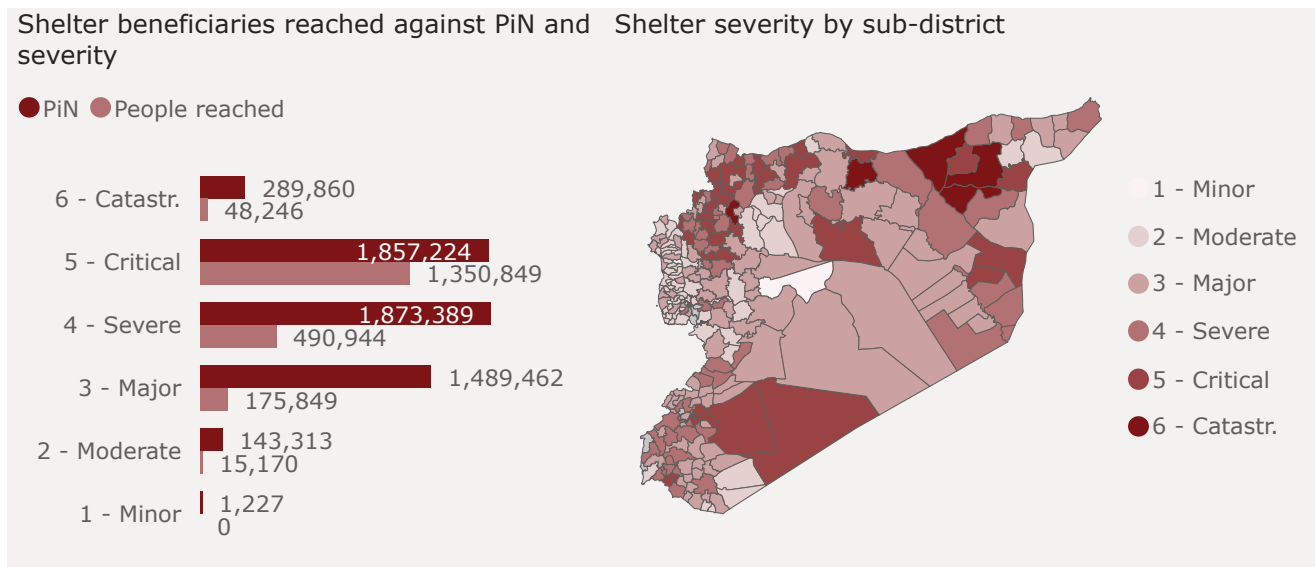 Shelter beneficiaries reached against PiN and
severity
PiN People reached
6 - Catastr.
289,860
48,246
5 - Critical
1,857,224
1,350,849
4 - Severe
1,873,389
490,944
3 - Major
1,489,462
175,849
2 - Moderate
143,313
15,170
1 - Minor
1,227
0
Shelter severity by sub-district
1 - Minor
2 - Moderate
3 - Major
4 - Severe
5 - Critical
6 - Catastr.